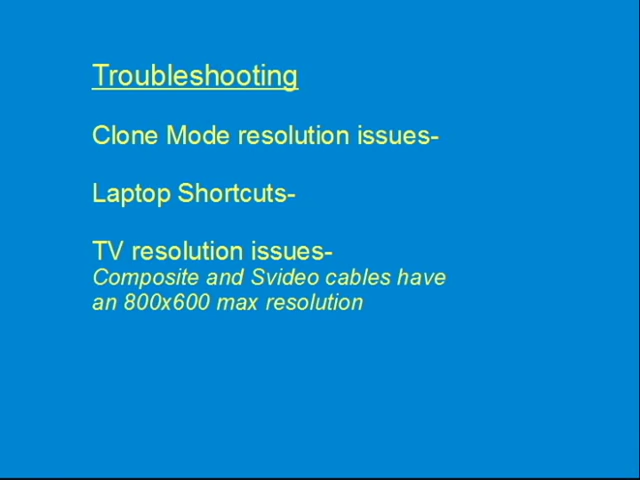 Troubleshooting
Clone Mode resolution issues-
Laptop Shortcuts-
TV resolution issues-
Composite and Svideo cables have
an 800x600 max resolution